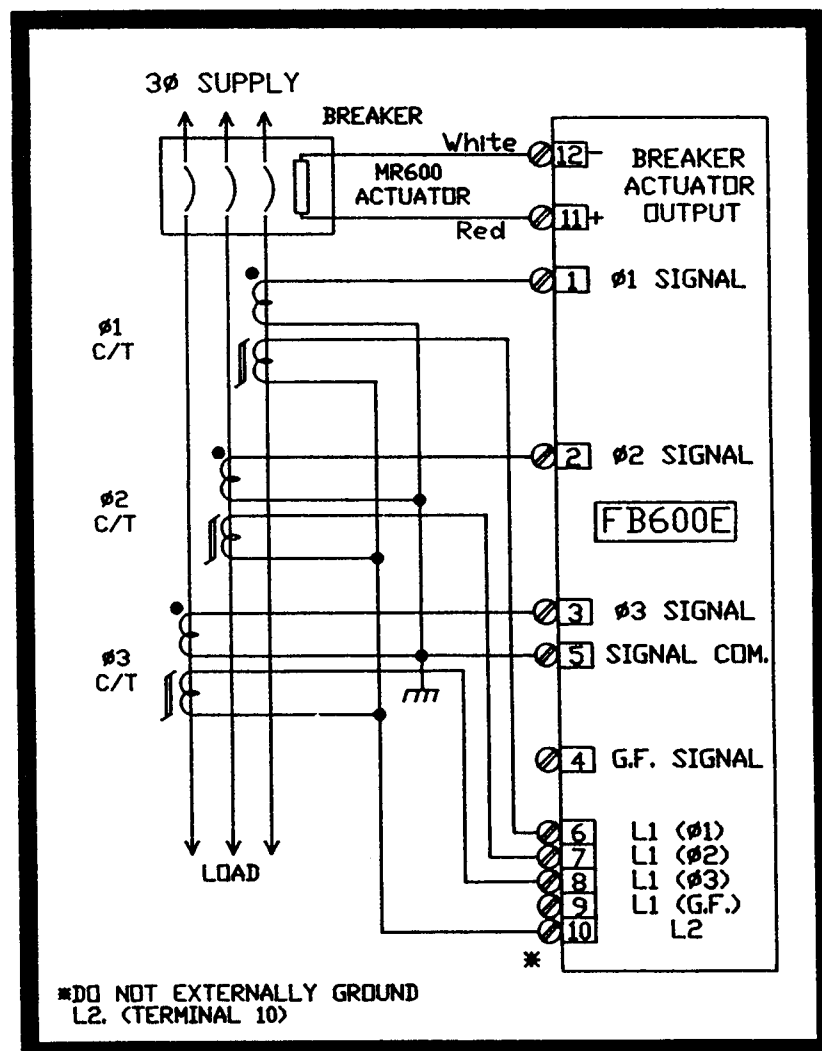 3ø SUPPLY
BREAKER
White
MR600
ACTUATOR
Red
12-
11+
BREAKER
ACTUATOR
OUTPUT
1 ø1 SIGNAL
ø1
C/T
2 ø2 SIGNAL
ø2
C/T
FB600E
3 ø3 SIGNAL
5 SIGNAL COM.
ø3
C/T
4 G.F. SIGNAL
6 L1 (ø1)
7 L1 (ø2)
8 L1 (ø3)
9 L1 (G.F.)
10 L2
LOAD
*
*DO NOT EXTERNALLY GROUND
L2. (TERMINAL 10)